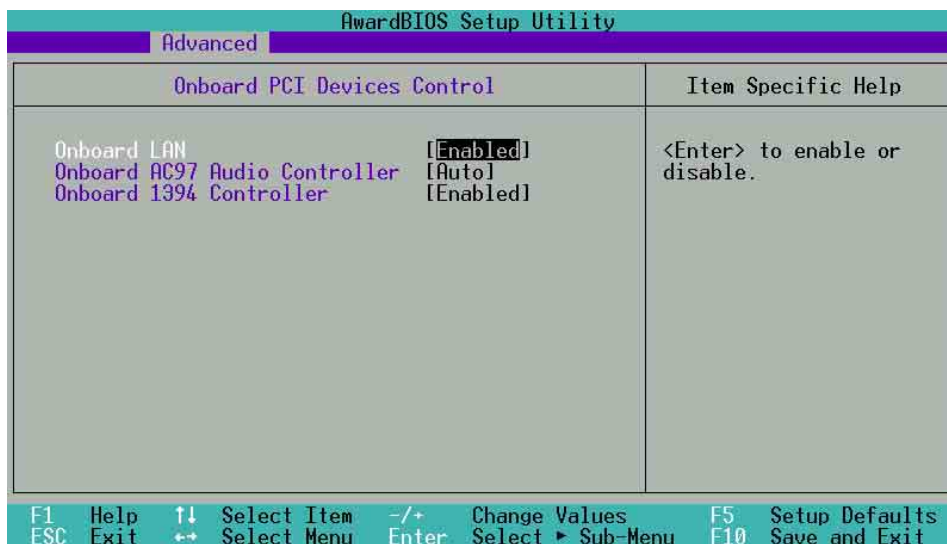 AwardBIOS Setup Utility
Advanced
Onboard PCI Devices Control
Item Specific Help
Onboard LAN [Enabled]
Onboard AC97 Audio Controller [Auto]
Onboard 1394 Controller [Enabled]
<Enter> to enable or
disable.
F1 Help ↑↓ Select Item -/+ Change Values F5 Setup Defaults
ESC Exit ←→ Select Menu Enter Select ► Sub-Menu F10 Save and Exit